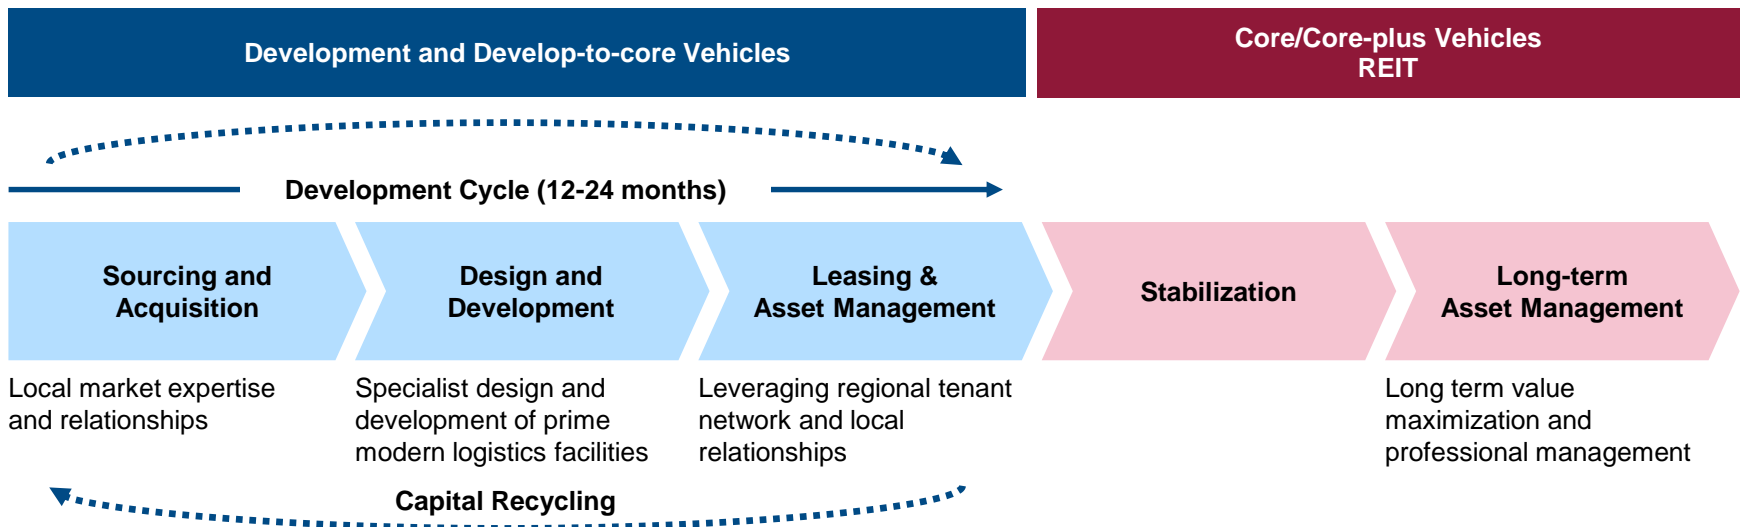 Development and Develop-to-core Vehicles
Core/Core-plus Vehicles
REIT
Development Cycle (12-24 months)
Sourcing and
Acquisition
Design and
Development
Leasing &
Asset Management
Stabilization
Long-term
Asset Management
Local market expertise
and relationships
Specialist design and
development of prime
modern logistics facilities
Leveraging regional tenant
network and local
relationships
Long term value
maximization and
professional management
Capital Recycling